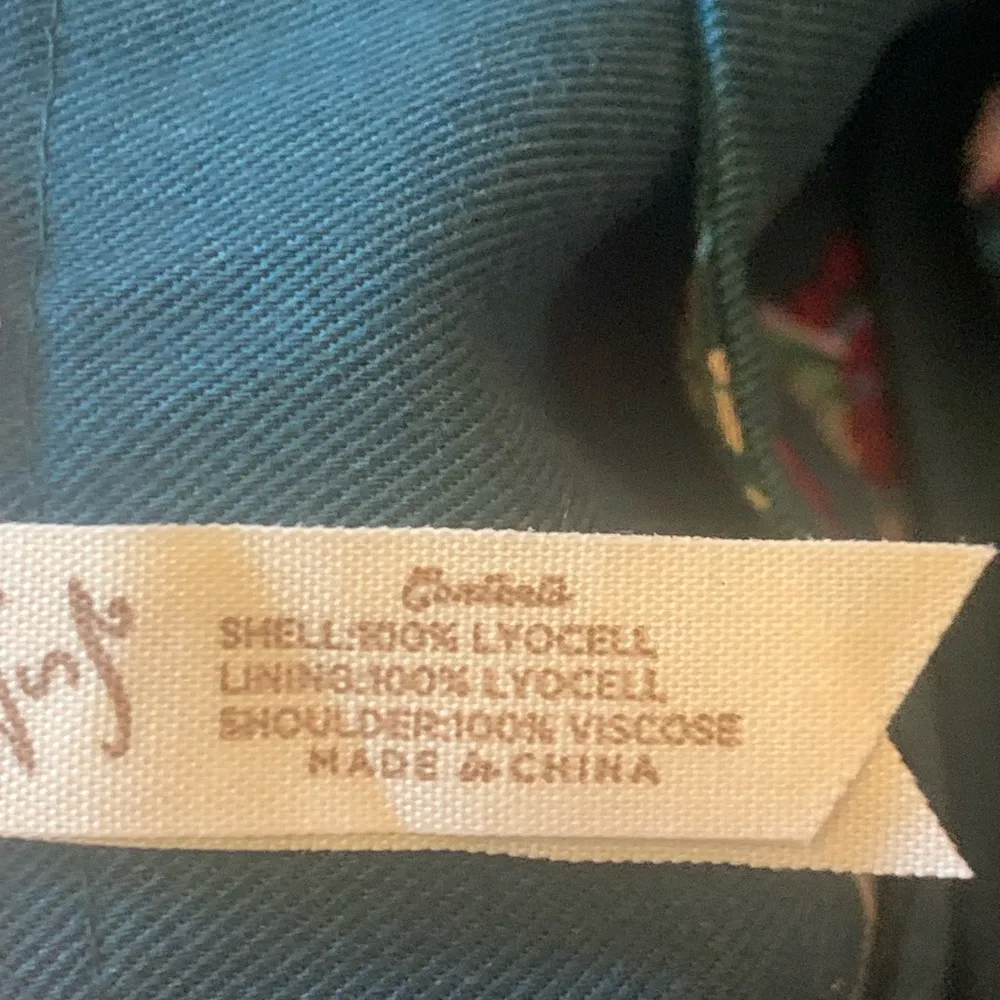 Contents
SHELL:100% LYOCELL
LINING:100% LYOCELL
SHOULDER:100% VISCOSE
MADE in CHINA